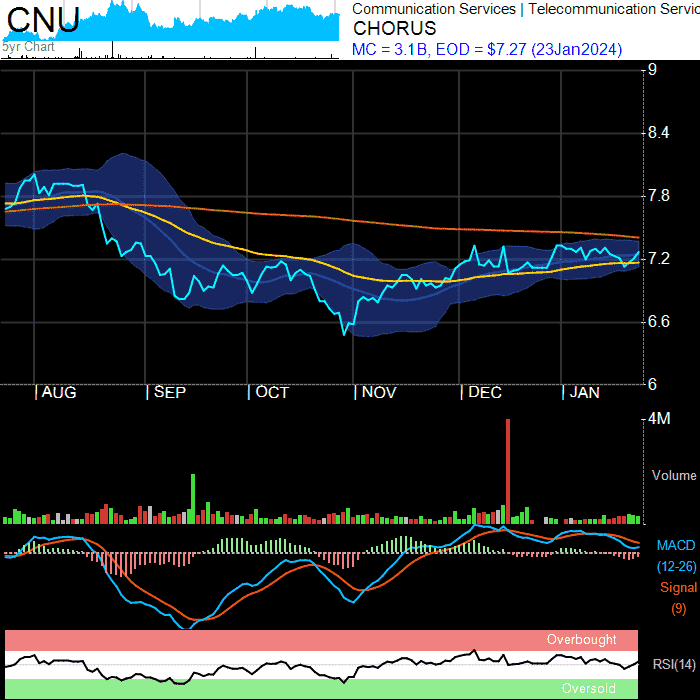 CNU
5yr Chart
Communication Services | Telecommunication Servic
CHORUS
MC = 3.1B, EOD = $7.27 (23Jan2024)
9
8.4
7.8
7.2
6.6
6
| AUG | SEP | OCT | NOV | DEC | JAN
4M
Volume
MACD
(12-26)
Signal
(9)
Overbought
RSI(14)
Oversold